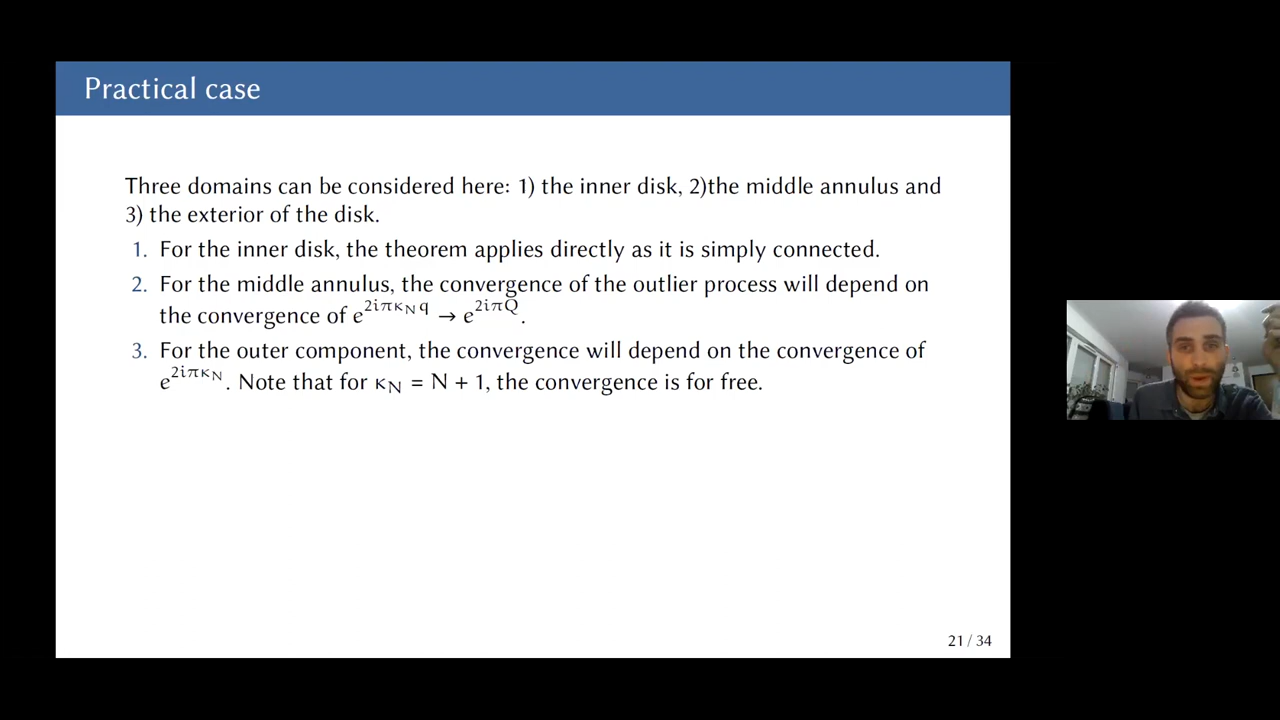 Practical case
Three domains can be considered here: 1) the inner disk, 2)the middle annulus and
3) the exterior of the disk.
1. For the inner disk, the theorem applies directly as it is simply connected.
2. For the middle annulus, the convergence of the outlier process will depend on
the convergence of e^{2iπκ_N q} → e^{2iπQ}.
3. For the outer component, the convergence will depend on the convergence of
e^{2iπκ_N}. Note that for κ_N = N + 1, the convergence is for free.
21 / 34